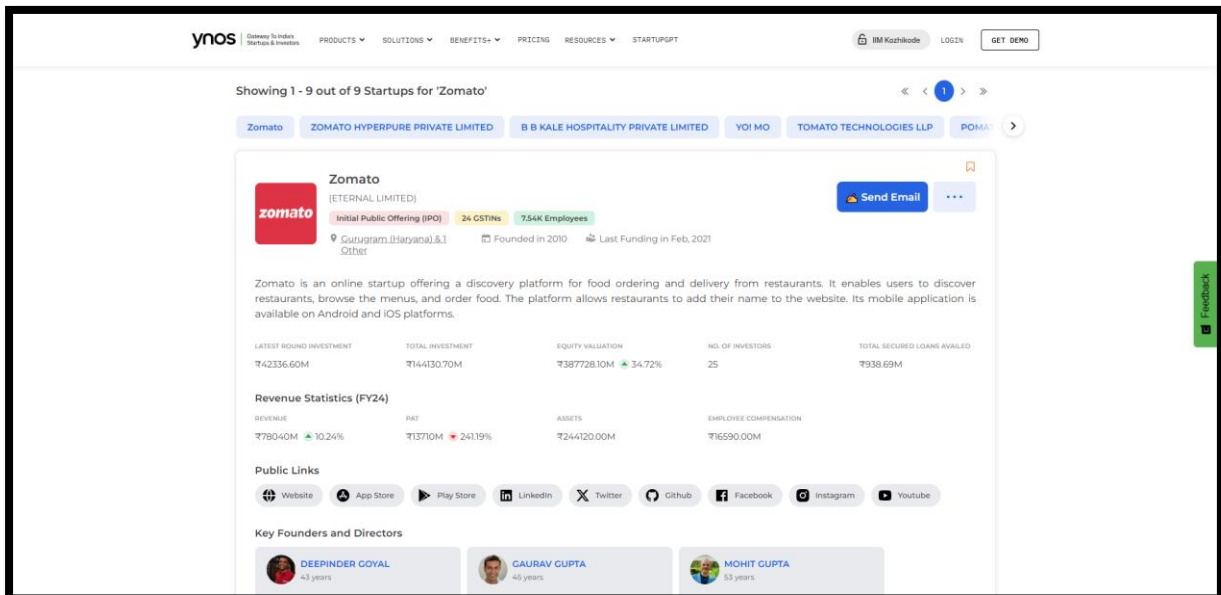 ynos Gateway To India's
Startups & Investors
PRODUCTS SOLUTIONS BENEFITS+ PRICING RESOURCES STARTUPGPT
IIM Kozhikode LOGIN GET DEMO
Showing 1 - 9 out of 9 Startups for 'Zomato'
« < 1 > »
Zomato ZOMATO HYPERPURE PRIVATE LIMITED B B KALE HOSPITALITY PRIVATE LIMITED YO! MO TOMATO TECHNOLOGIES LLP POMA
zomato
Zomato
(ETERNAL LIMITED)
Send Email ...
Initial Public Offering (IPO) 24 GSTINs 7.54K Employees
Gurugram (Haryana) & 1
Other
Founded in 2010 Last Funding in Feb, 2021
Zomato is an online startup offering a discovery platform for food ordering and delivery from restaurants. It enables users to discover
restaurants, browse the menus, and order food. The platform allows restaurants to add their name to the website. Its mobile application is
available on Android and iOS platforms.
LATEST ROUND INVESTMENT TOTAL INVESTMENT EQUITY VALUATION NO. OF INVESTORS TOTAL SECURED LOANS AVAILED
₹42336.60M ₹144130.70M ₹387728.10M 34.72% 25 ₹938.69M
Revenue Statistics (FY24)
REVENUE PAT ASSETS EMPLOYEE COMPENSATION
₹78040M 10.24% ₹13710M 241.19% ₹244120.00M ₹16590.00M
Public Links
Website App Store Play Store LinkedIn Twitter Github Facebook Instagram Youtube
Key Founders and Directors
DEEPINDER GOYAL GAURAV GUPTA MOHIT GUPTA
43 years 45 years 53 years
Feedback